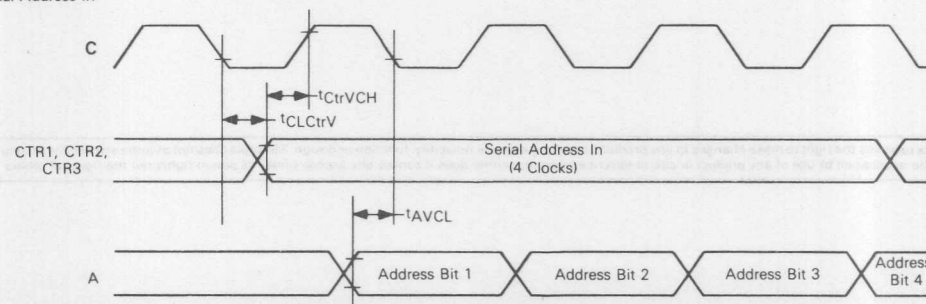 C
tCtrVCH
tCLCtrV
CTR1, CTR2,
CTR3
Serial Address In
(4 Clocks)
tAVCL
A
Address Bit 1
Address Bit 2
Address Bit 3
Address
Bit 4